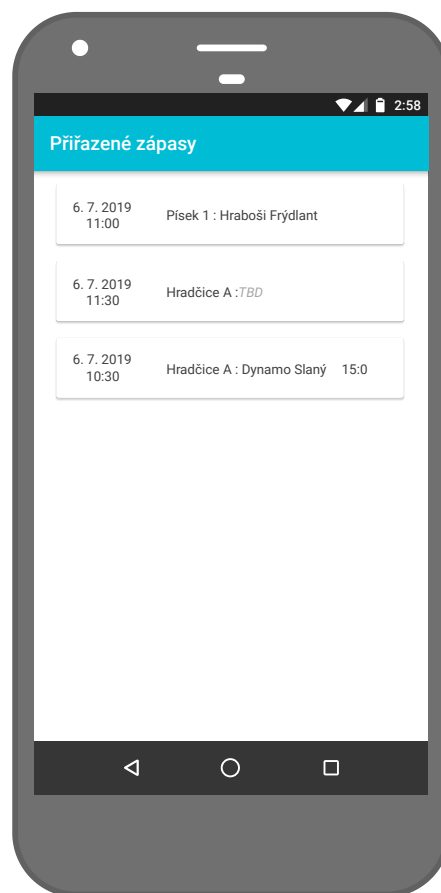 2:58
Přiřazené zápasy
6. 7. 2019
11:00
Písek 1 : Hraboši Frýdlant
6. 7. 2019
11:30
Hradčice A :TBD
6. 7. 2019
10:30
Hradčice A : Dynamo Slaný 15:0